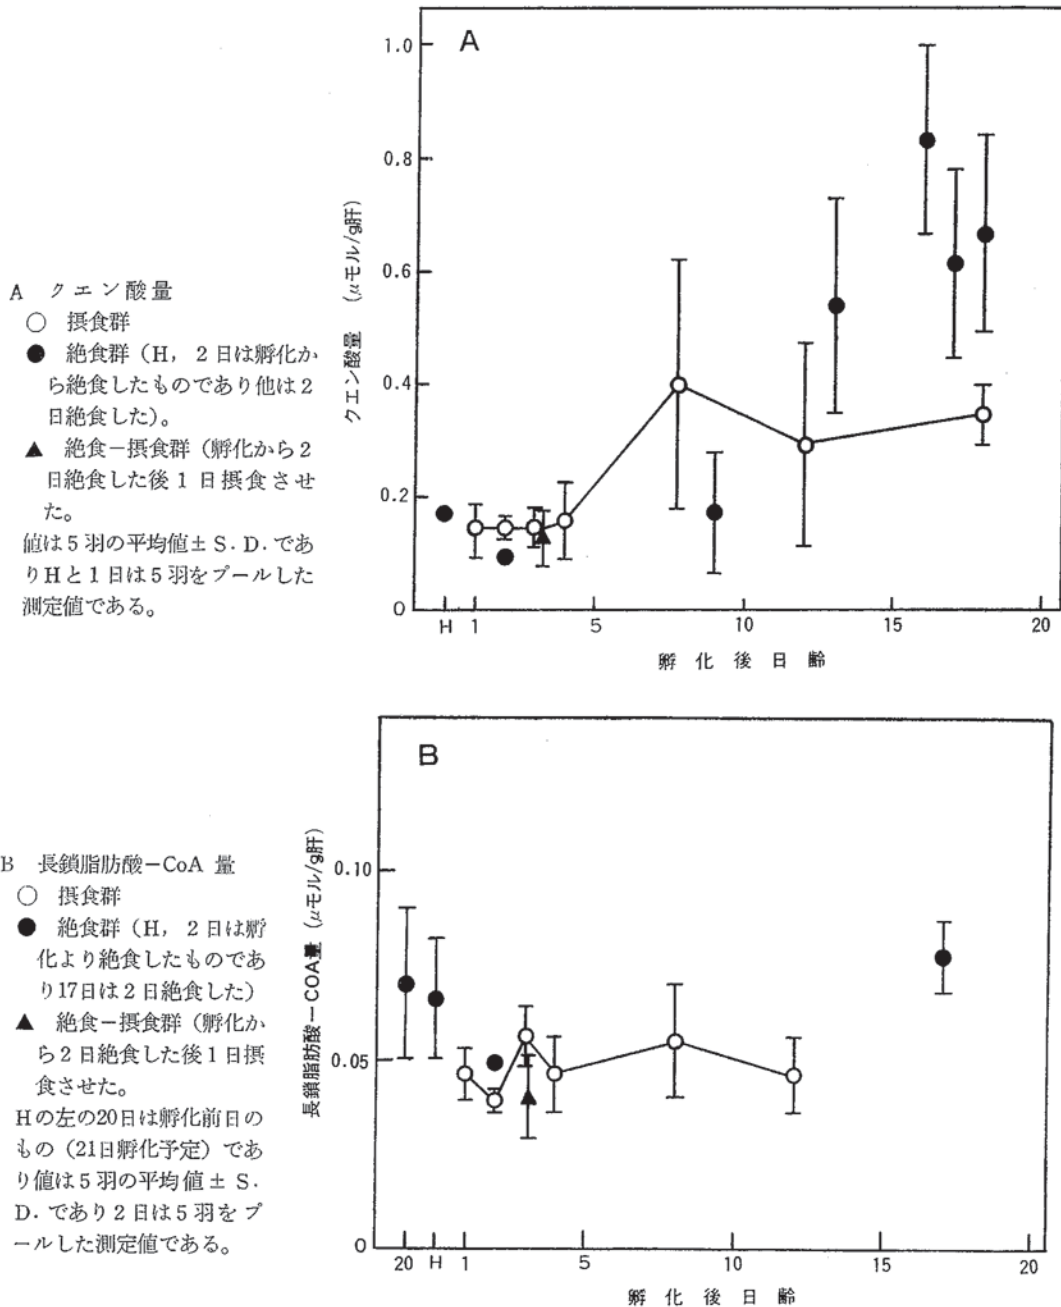 A
1.0
0.8
0.6
0.4
0.2
0
クエン酸量 (μモル/g肝)
H 1 5 10 15 20
孵化後日齢
A クエン酸量
○ 摂食群
● 絶食群(H, 2日は孵化か
ら絶食したものであり他は2
日絶食した)。
▲ 絶食−摂食群(孵化から2
日絶食した後1日摂食させ
た。
値は5羽の平均値±S.D.であ
りHと1日は5羽をプールした
測定値である。
B
0.10
0.05
0
長鎖脂肪酸−COA量 (μモル/g肝)
20 H 1 5 10 15 20
孵化後日齢
B 長鎖脂肪酸−CoA 量
○ 摂食群
● 絶食群(H, 2日は孵
化より絶食したものであ
り17日は2日絶食した)
▲ 絶食−摂食群(孵化か
ら2日絶食した後1日摂
食させた。
Hの左の20日は孵化前日の
もの(21日孵化予定)であ
り値は5羽の平均値± S.
D.であり2日は5羽をプ
ールした測定値である。